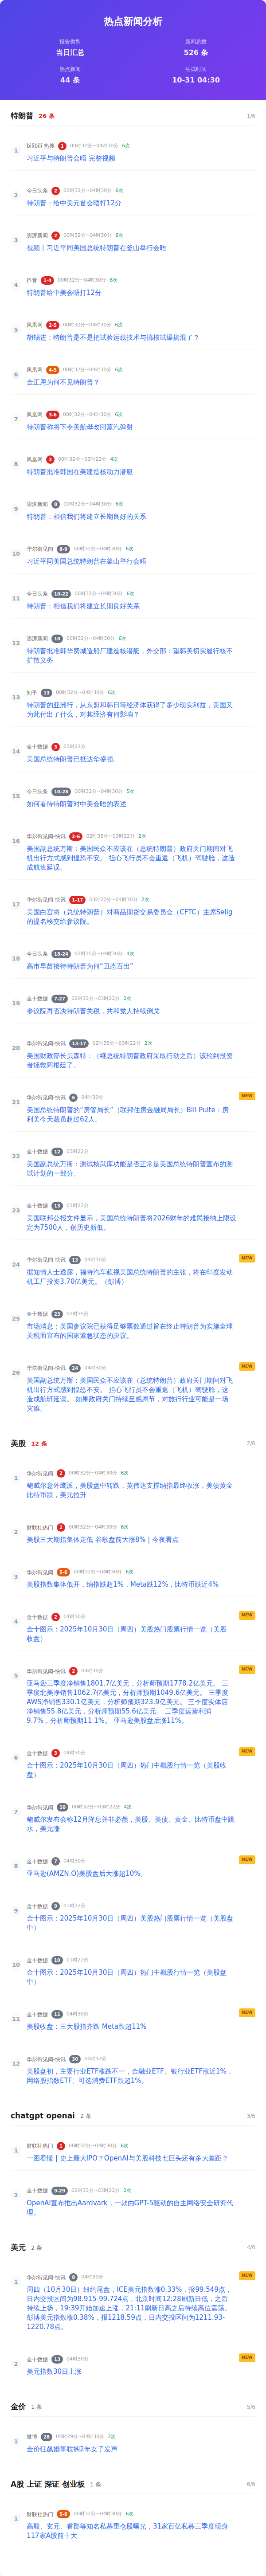 热点新闻分析
报告类型
新闻总数
当日汇总
526 条
热点新闻
生成时间
44 条
10-31 04:30
特朗普 26 条 1/6
1 bilibili 热搜 1 00时32分~04时30分 6次
习近平与特朗普会晤 完整视频
2 今日头条 2 00时32分~04时30分 6次
特朗普：给中美元首会晤打12分
3 澎湃新闻 2 00时32分~04时30分 6次
视频丨习近平同美国总统特朗普在釜山举行会晤
4 抖音 1-4 00时32分~04时30分 6次
特朗普给中美会晤打12分
5 凤凰网 2-5 00时32分~04时30分 6次
胡锡进：特朗普是不是把试验运载技术与搞核试爆搞混了？
6 凤凰网 4-5 00时32分~04时30分 6次
金正恩为何不见特朗普？
7 凤凰网 3-6 00时32分~04时30分 6次
特朗普称将下令美航母改回蒸汽弹射
8 凤凰网 3 00时32分~03时22分 4次
特朗普批准韩国在美建造核动力潜艇
9 澎湃新闻 8 00时32分~04时30分 6次
特朗普：相信我们将建立长期良好的关系
10 华尔街见闻 8-9 00时32分~04时30分 6次
习近平同美国总统特朗普在釜山举行会晤
11 今日头条 10-22 00时32分~04时30分 6次
特朗普：相信我们将建立长期良好关系
12 澎湃新闻 10 00时32分~04时30分 6次
特朗普批准韩华费城造船厂建造核潜艇，外交部：望韩美切实履行核不
扩散义务
13 知乎 13 00时32分~04时30分 6次
特朗普的亚洲行，从东盟和韩日等经济体获得了多少现实利益，美国又
为此付出了什么，对其经济有何影响？
14 金十数据 3 03时22分
美国总统特朗普已抵达华盛顿。
15 今日头条 10-28 00时32分~04时30分 5次
如何看待特朗普对中美会晤的表述
16 华尔街见闻·快讯 2-6 02时35分~03时22分 2次
美国副总统万斯：美国民众不应该在（总统特朗普）政府关门期间对飞
机出行方式感到惶恐不安。 担心飞行员不会重返（飞机）驾驶舱，这造
成航班延误。
17 华尔街见闻·快讯 1-17 03时22分~04时30分 2次
美国白宫将（总统特朗普）对商品期货交易委员会（CFTC）主席Selig
的提名移交给参议院。
18 今日头条 18-24 02时35分~04时30分 4次
高市早苗接待特朗普为何“丑态百出”
19 金十数据 7-27 02时35分~03时22分 2次
参议院再否决特朗普关税，共和党人持续倒戈
20 华尔街见闻·快讯 13-17 02时35分~03时22分 2次
美国财政部长贝森特：（继总统特朗普政府采取行动之后）该轮到投资
者拯救阿根廷了。
21 华尔街见闻·快讯 6 04时30分 NEW
美国总统特朗普的“房管局长”（联邦住房金融局局长）Bill Pulte：房
利美今天裁员超过62人。
22 金十数据 12 03时22分
美国副总统万斯：测试核武库功能是否正常是美国总统特朗普宣布的测
试计划的一部分。
23 金十数据 13 01时22分
美国联邦公报文件显示，美国总统特朗普将2026财年的难民接纳上限设
定为7500人，创历史新低。
24 华尔街见闻·快讯 13 04时30分 NEW
据知情人士透露，福特汽车藐视美国总统特朗普的主张，将在印度发动
机工厂投资3.70亿美元。（彭博）
25 金十数据 23 02时35分
市场消息：美国参议院已获得足够票数通过旨在终止特朗普为实施全球
关税而宣布的国家紧急状态的决议。
26 华尔街见闻·快讯 24 04时30分 NEW
美国副总统万斯：美国民众不应该在（总统特朗普）政府关门期间对飞
机出行方式感到惶恐不安。 担心飞行员不会重返（飞机）驾驶舱，这
造成航班延误。 如果政府关门持续至感恩节，对旅行行业可能是一场
灾难。
美股 12 条 2/6
1 华尔街见闻 2 00时32分~04时30分 6次
鲍威尔意外鹰派，美股盘中转跌，英伟达支撑纳指最终收涨，美债黄金
比特币跌，美元拉升
2 财联社热门 2 00时32分~04时30分 6次
美股三大期指集体走低 谷歌盘前大涨8%丨今夜看点
3 华尔街见闻 5-6 00时32分~04时30分 6次
美股指数集体低开，纳指跌超1%，Meta跌12%，比特币跌近4%
4 金十数据 2 04时30分 NEW
金十图示：2025年10月30日（周四）美股热门股票行情一览（美股
收盘）
5 华尔街见闻·快讯 2 04时30分 NEW
亚马逊三季度净销售1801.7亿美元，分析师预期1778.2亿美元。 三
季度北美净销售1062.7亿美元，分析师预期1049.6亿美元。 三季度
AWS净销售330.1亿美元，分析师预期323.9亿美元。 三季度实体店
净销售55.8亿美元，分析师预期55.6亿美元。 三季度运营利润
9.7%，分析师预期11.1%。 亚马逊美股盘后涨11%。
6 金十数据 3 04时30分 NEW
金十图示：2025年10月30日（周四）热门中概股行情一览（美股收
盘）
7 华尔街见闻 10 00时32分~03时22分 4次
鲍威尔发布会称12月降息并非必然，美股、美债、黄金、比特币盘中跳
水，美元涨
8 金十数据 7 04时30分 NEW
亚马逊(AMZN.O)美股盘后大涨超10%。
9 金十数据 9 01时22分
金十图示：2025年10月30日（周四）美股热门股票行情一览（美股盘
中）
10 金十数据 10 01时22分
金十图示：2025年10月30日（周四）热门中概股行情一览（美股盘
中）
11 金十数据 11 04时30分 NEW
美股收盘：三大股指齐跌 Meta跌超11%
12 华尔街见闻·快讯 30 00时32分
美股盘初，主要行业ETF涨跌不一，金融业ETF、银行业ETF涨近1%，
网络股指数ETF、可选消费ETF跌超1%。
chatgpt openai 2 条 3/6
1 财联社热门 1 00时32分~04时30分 6次
一图看懂丨史上最大IPO？OpenAI与美股科技七巨头还有多大差距？
2 金十数据 9-29 02时35分~03时22分 2次
OpenAI宣布推出Aardvark，一款由GPT-5驱动的自主网络安全研究代
理。
美元 2 条 4/6
1 华尔街见闻·快讯 8 04时30分 NEW
周四（10月30日）纽约尾盘，ICE美元指数涨0.33%，报99.549点，
日内交投区间为98.915-99.724点，北京时间12:28刷新日低，之后
持续上扬，19:39开始加速上涨，21:11刷新日高之后持续高位震荡。
彭博美元指数涨0.38%，报1218.59点，日内交投区间为1211.93-
1220.78点。
2 金十数据 13 04时30分 NEW
美元指数30日上涨
金价 1 条 5/6
1 微博 28 04时29分~04时30分 2次
金价狂飙婚事耽搁2年女子发声
A股 上证 深证 创业板 1 条 6/6
1 财联社热门 5-6 00时32分~04时30分 6次
高毅、玄元、睿郡等知名私募重仓股曝光，31家百亿私募三季度现身
117家A股前十大